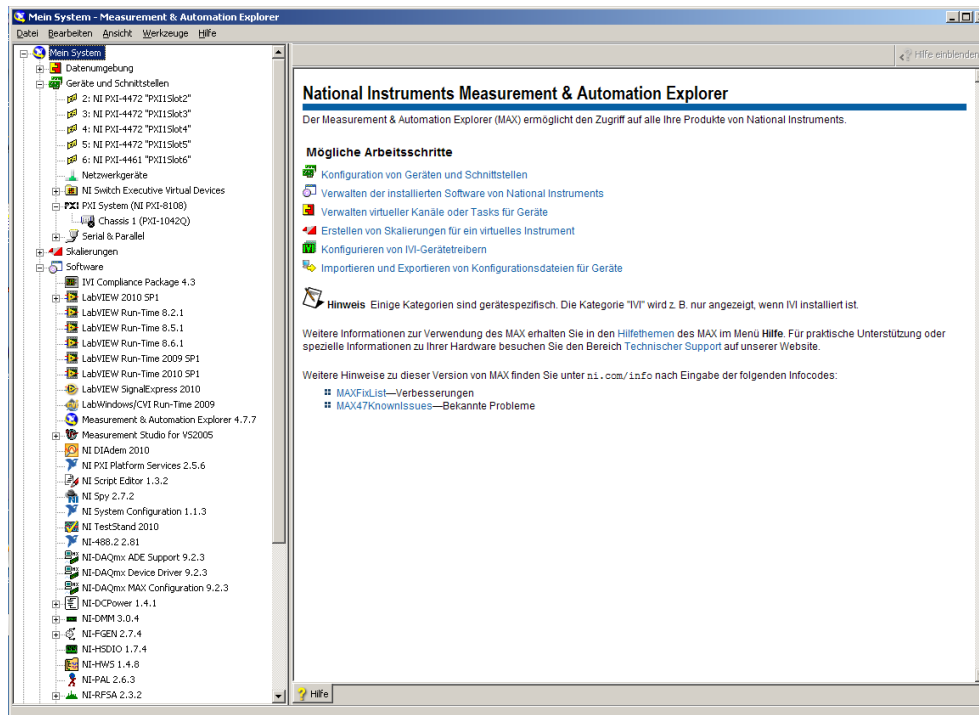 Mein System - Measurement & Automation Explorer
Datei Bearbeiten Ansicht Werkzeuge Hilfe
Mein System
Datenumgebung
Geräte und Schnittstellen
2: NI PXI-4472 "PXI1Slot2"
3: NI PXI-4472 "PXI1Slot3"
4: NI PXI-4472 "PXI1Slot4"
5: NI PXI-4472 "PXI1Slot5"
6: NI PXI-4461 "PXI1Slot6"
Netzwerkgeräte
NI Switch Executive Virtual Devices
PXI PXI System (NI PXI-8108)
Chassis 1 (PXI-1042Q)
Serial & Parallel
Skalierungen
Software
IVI Compliance Package 4.3
LabVIEW 2010 SP1
LabVIEW Run-Time 8.2.1
LabVIEW Run-Time 8.5.1
LabVIEW Run-Time 8.6.1
LabVIEW Run-Time 2009 SP1
LabVIEW Run-Time 2010 SP1
LabVIEW SignalExpress 2010
LabWindows/CVI Run-Time 2009
Measurement & Automation Explorer 4.7.7
Measurement Studio for VS2005
NI DIAdem 2010
NI PXI Platform Services 2.5.6
NI Script Editor 1.3.2
NI Spy 2.7.2
NI System Configuration 1.1.3
NI TestStand 2010
NI-488.2 2.81
NI-DAQmx ADE Support 9.2.3
NI-DAQmx Device Driver 9.2.3
NI-DAQmx MAX Configuration 9.2.3
NI-DCPower 1.4.1
NI-DMM 3.0.4
NI-FGEN 2.7.4
NI-HSDIO 1.7.4
NI-HWS 1.4.8
NI-PAL 2.6.3
NI-RFSA 2.3.2
Hilfe einblenden
National Instruments Measurement & Automation Explorer
Der Measurement & Automation Explorer (MAX) ermöglicht den Zugriff auf alle Ihre Produkte von National Instruments.
Mögliche Arbeitsschritte
Konfiguration von Geräten und Schnittstellen
Verwalten der installierten Software von National Instruments
Verwalten virtueller Kanäle oder Tasks für Geräte
Erstellen von Skalierungen für ein virtuelles Instrument
IVI Konfigurieren von IVI-Gerätetreibern
Importieren und Exportieren von Konfigurationsdateien für Geräte
Hinweis Einige Kategorien sind gerätespezifisch. Die Kategorie "IVI" wird z. B. nur angezeigt, wenn IVI installiert ist.
Weitere Informationen zur Verwendung des MAX erhalten Sie in den Hilfethemen des MAX im Menü Hilfe. Für praktische Unterstützung oder
spezielle Informationen zu Ihrer Hardware besuchen Sie den Bereich Technischer Support auf unserer Website.
Weitere Hinweise zu dieser Version von MAX finden Sie unter ni.com/info nach Eingabe der folgenden Infocodes:
MAXFixList—Verbesserungen
MAX47KnownIssues—Bekannte Probleme
Hilfe